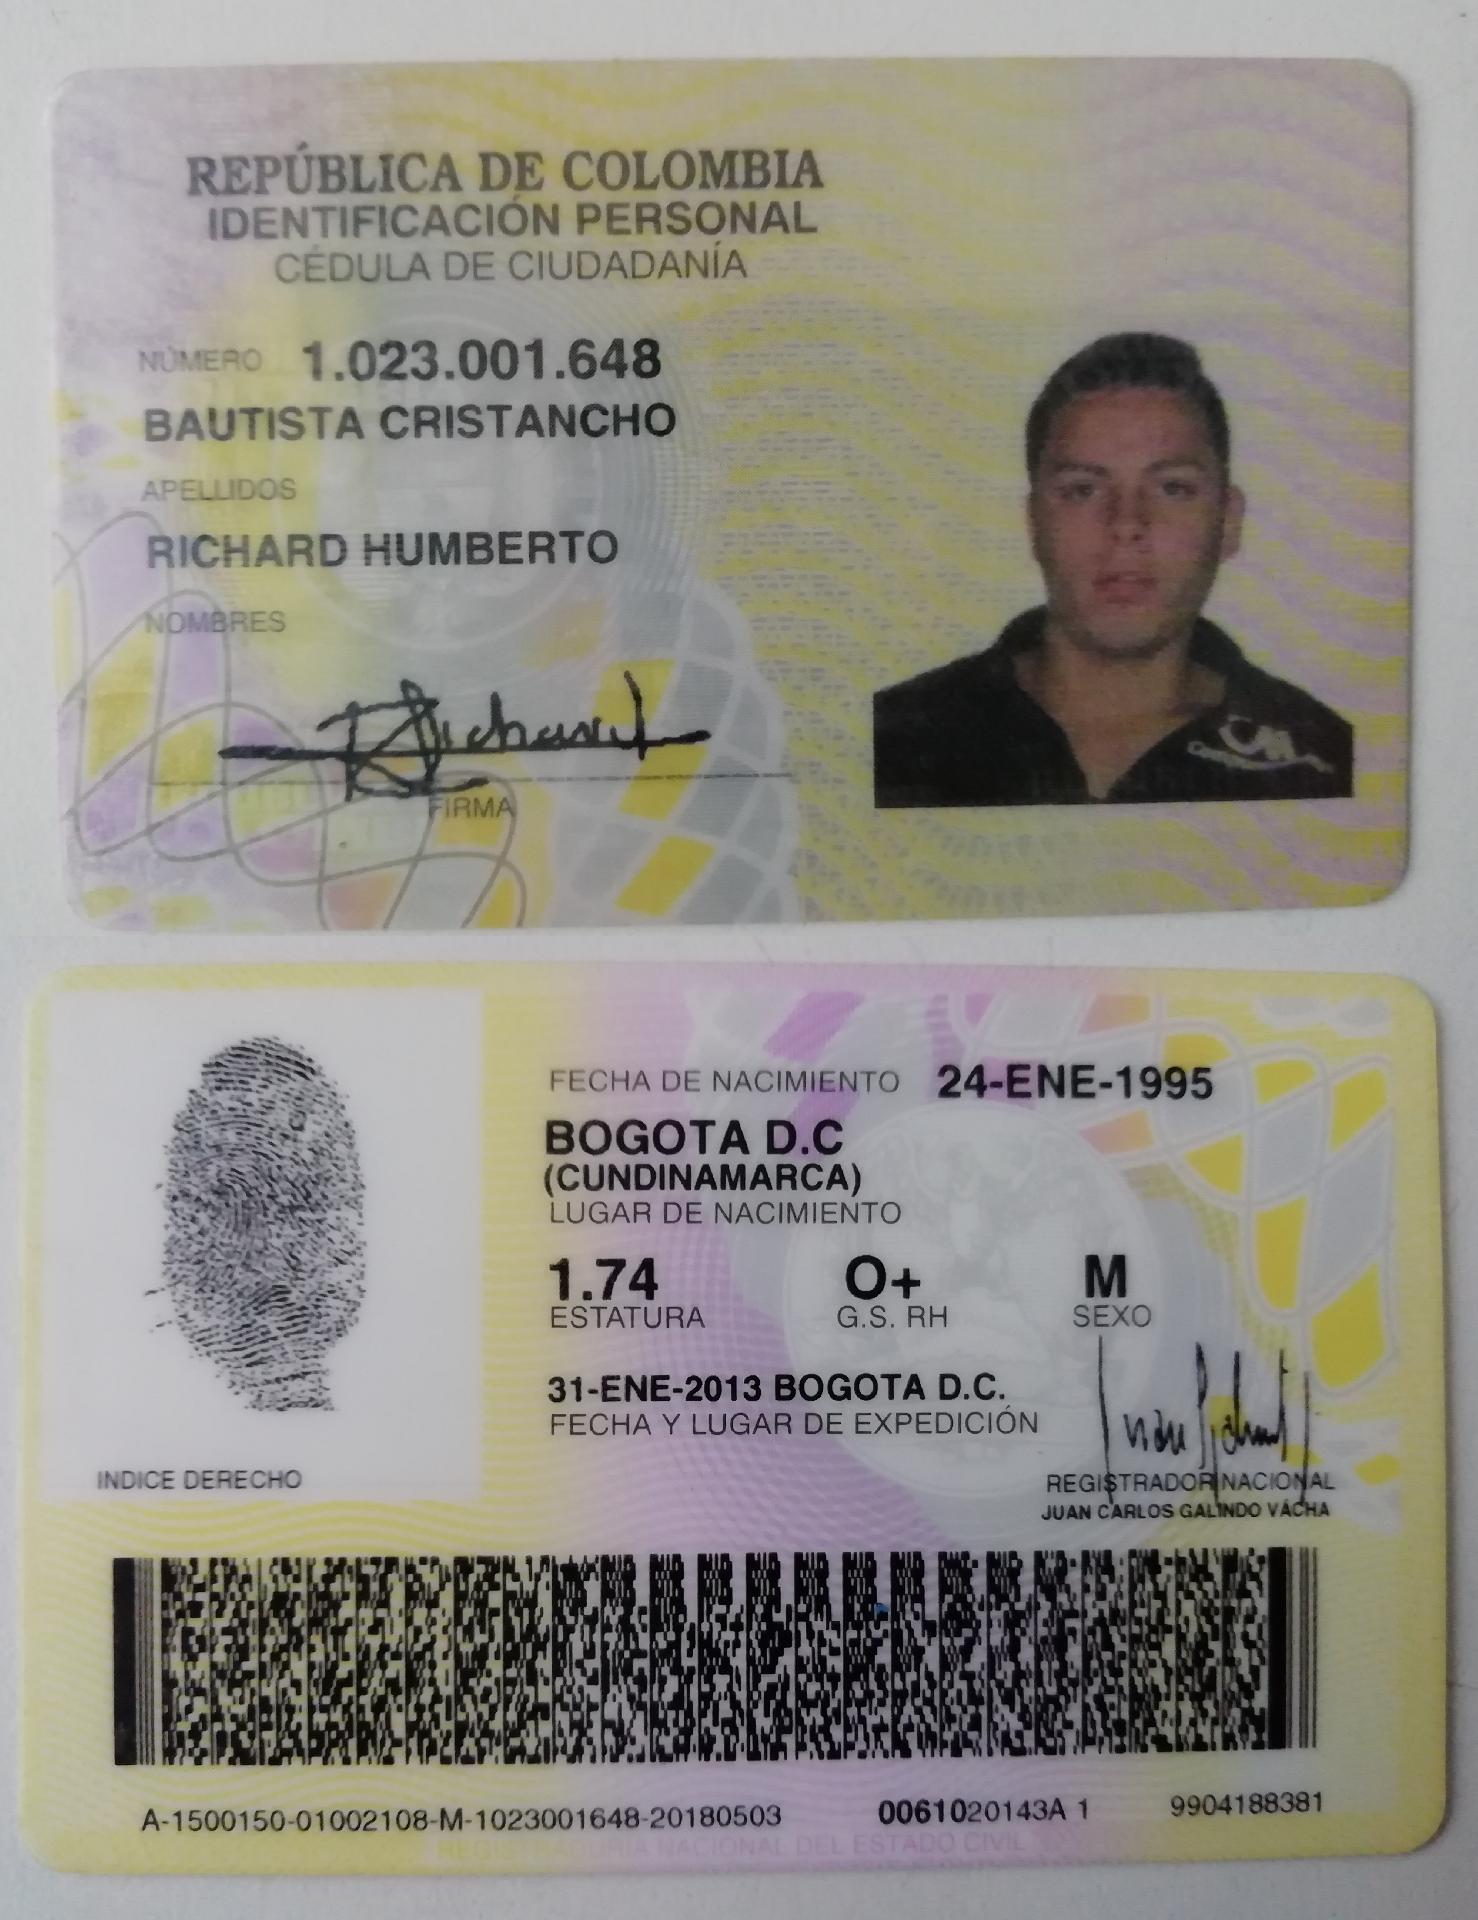 REPÚBLICA DE COLOMBIA
IDENTIFICACIÓN PERSONAL
CÉDULA DE CIUDADANÍA
NÚMERO 1.023.001.648
BAUTISTA CRISTANCHO
APELLIDOS
RICHARD HUMBERTO
NOMBRES
Richard
FIRMA
FECHA DE NACIMIENTO 24-ENE-1995
BOGOTA D.C
(CUNDINAMARCA)
LUGAR DE NACIMIENTO
1.74 O+ M
ESTATURA G.S. RH SEXO
31-ENE-2013 BOGOTA D.C.
FECHA Y LUGAR DE EXPEDICIÓN
INDICE DERECHO
REGISTRADOR NACIONAL
JUAN CARLOS GALINDO VÁCHA
A-1500150-01002108-M-1023001648-20180503 0061020143A 1 9904188381
REGISTRADURIA NACIONAL DEL ESTADO CIVIL